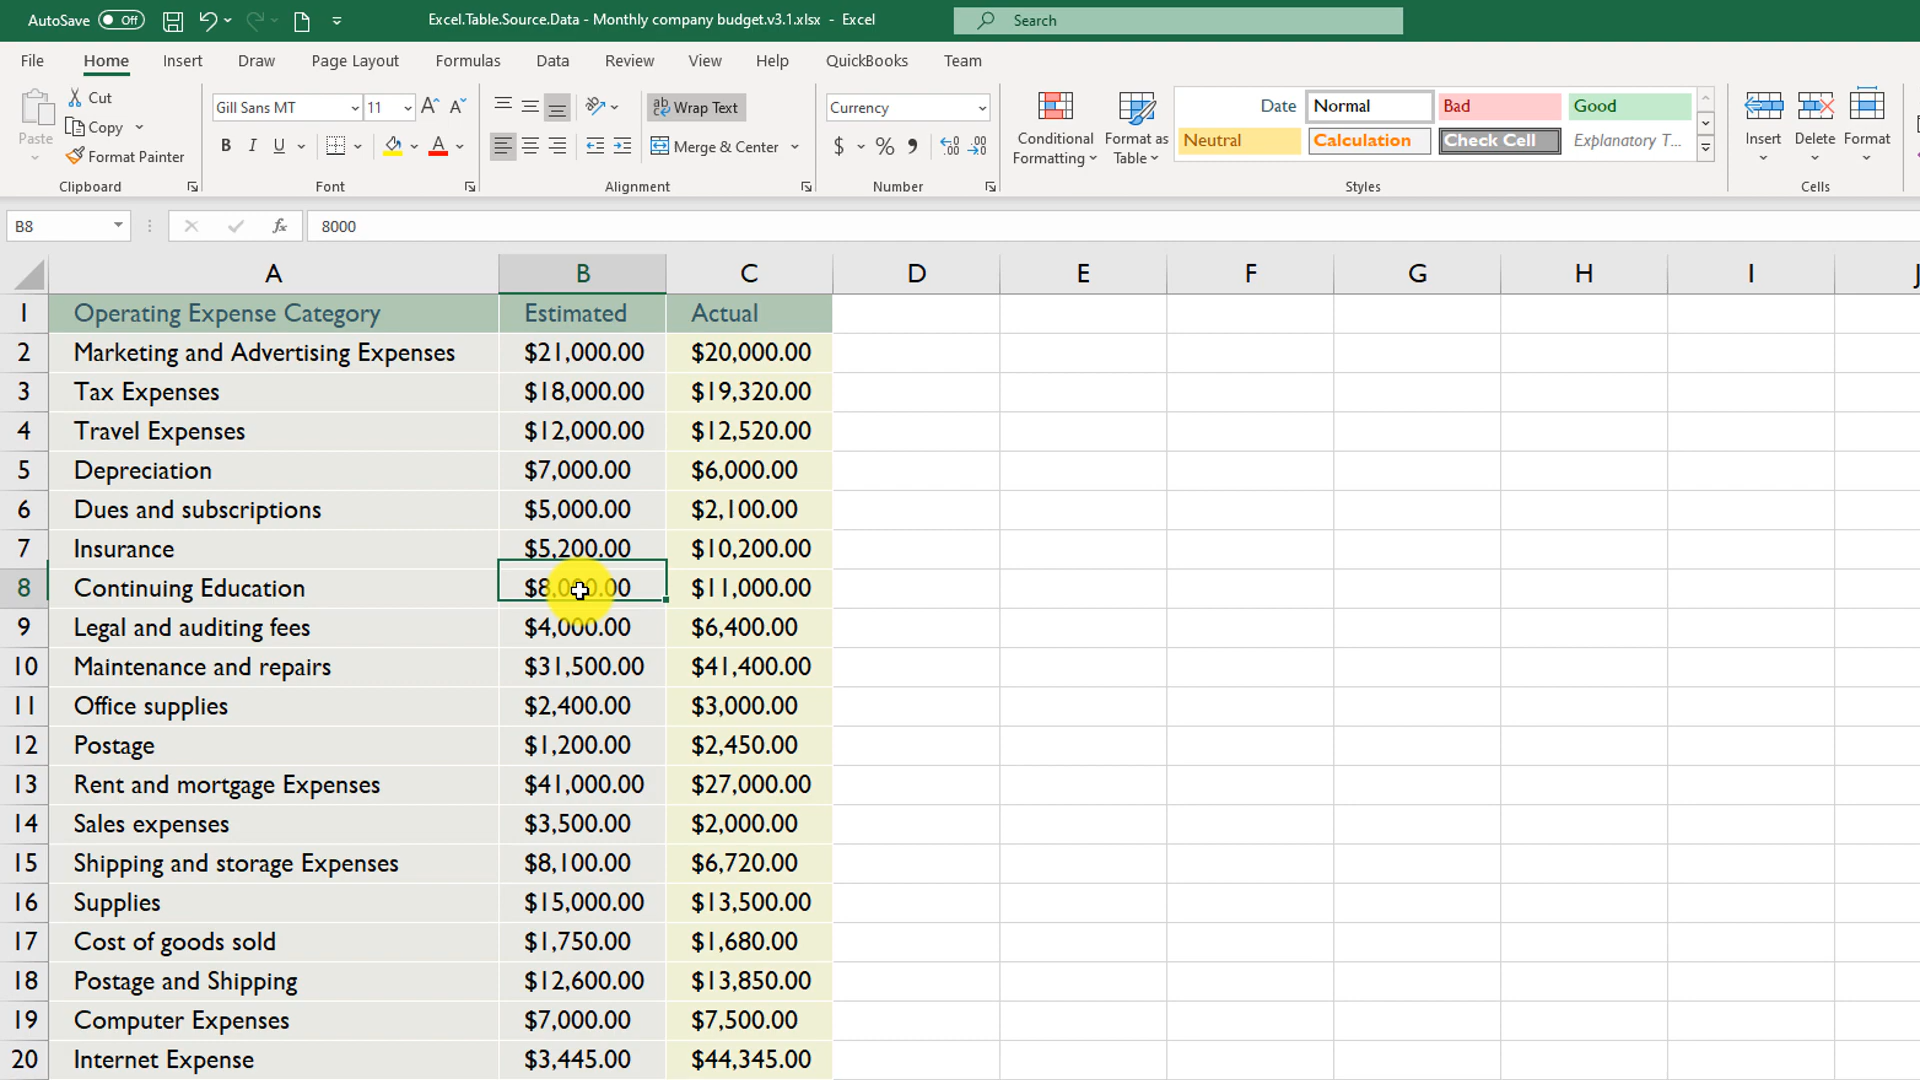 AutoSave Off Excel.Table.Source.Data - Monthly company budget.v3.1.xlsx - Excel Search
File Home Insert Draw Page Layout Formulas Data Review View Help QuickBooks Team
Paste Cut Copy Format Painter
Clipboard
Gill Sans MT 11 A^ A˅
B I U A
Font
ab Wrap Text
Merge & Center
Alignment
Currency
$ % 9 .00 .00
Number
Conditional Formatting
Format as Table
Date Normal Bad Good
Neutral Calculation Check Cell Explanatory T...
Styles
Insert Delete Format
Cells
B8 fx 8000
A B C D E F G H I J
1 Operating Expense Category Estimated Actual
2 Marketing and Advertising Expenses $21,000.00 $20,000.00
3 Tax Expenses $18,000.00 $19,320.00
4 Travel Expenses $12,000.00 $12,520.00
5 Depreciation $7,000.00 $6,000.00
6 Dues and subscriptions $5,000.00 $2,100.00
7 Insurance $5,200.00 $10,200.00
8 Continuing Education $8,000.00 $11,000.00
9 Legal and auditing fees $4,000.00 $6,400.00
10 Maintenance and repairs $31,500.00 $41,400.00
11 Office supplies $2,400.00 $3,000.00
12 Postage $1,200.00 $2,450.00
13 Rent and mortgage Expenses $41,000.00 $27,000.00
14 Sales expenses $3,500.00 $2,000.00
15 Shipping and storage Expenses $8,100.00 $6,720.00
16 Supplies $15,000.00 $13,500.00
17 Cost of goods sold $1,750.00 $1,680.00
18 Postage and Shipping $12,600.00 $13,850.00
19 Computer Expenses $7,000.00 $7,500.00
20 Internet Expense $3,445.00 $44,345.00